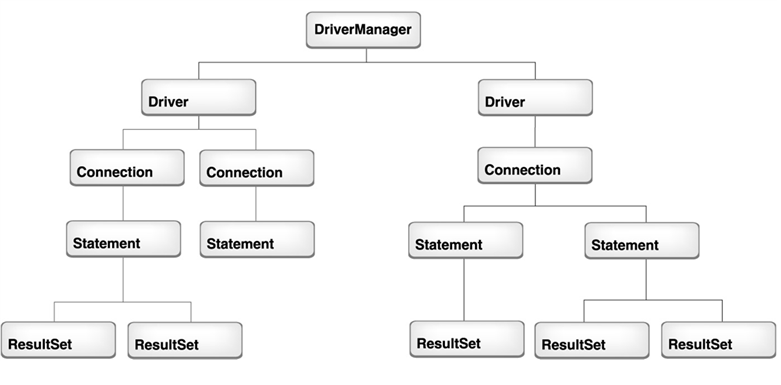 DriverManager
Driver
Driver
Connection
Connection
Connection
Statement
Statement
Statement
Statement
ResultSet
ResultSet
ResultSet
ResultSet
ResultSet